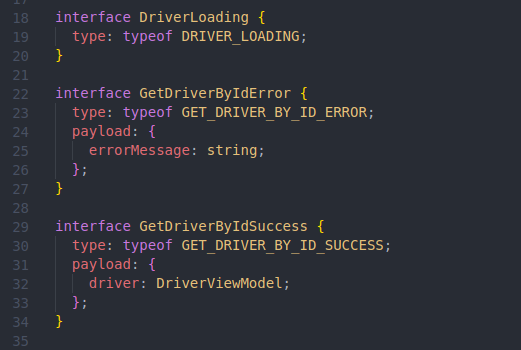 17
18 interface DriverLoading {
19   type: typeof DRIVER_LOADING;
20 }
21
22 interface GetDriverByIdError {
23   type: typeof GET_DRIVER_BY_ID_ERROR;
24   payload: {
25     errorMessage: string;
26   };
27 }
28
29 interface GetDriverByIdSuccess {
30   type: typeof GET_DRIVER_BY_ID_SUCCESS;
31   payload: {
32     driver: DriverViewModel;
33   };
34 }
35